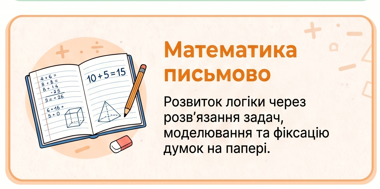 Математика
письмово
Розвиток логіки через
розв’язання задач,
моделювання та фіксацію
думок на папері.
10+5=15